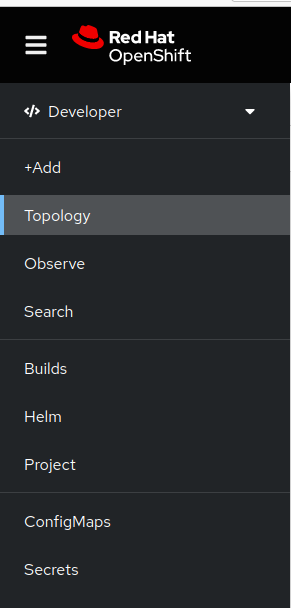 Red Hat
OpenShift
</> Developer
+Add
Topology
Observe
Search
Builds
Helm
Project
ConfigMaps
Secrets